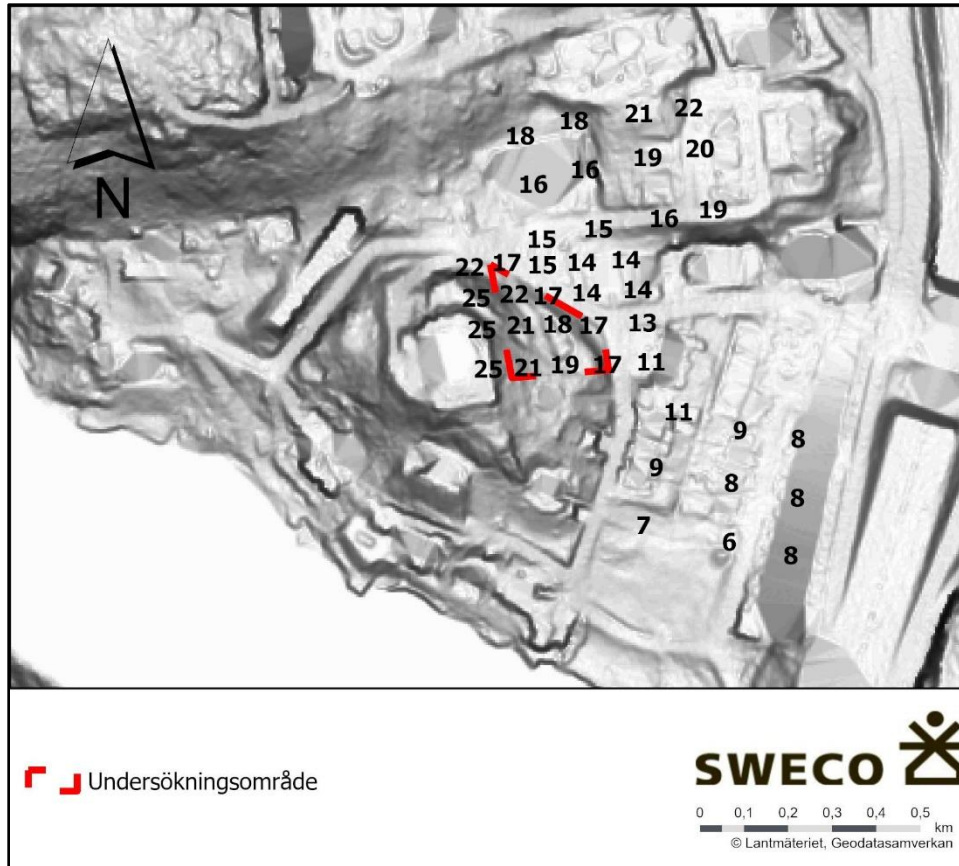 21 22
18 18
19 20
16 16
16 19
15 15
22 17 15 14 14
25 22 17 14 14
25 21 18 17 13
25 21 19 17 11
11 9 8
9 8 8
7 6 8
N
Undersökningsområde
SWECO
0 0,1 0,2 0,3 0,4 0,5
km
© Lantmäteriet, Geodatasamverkan